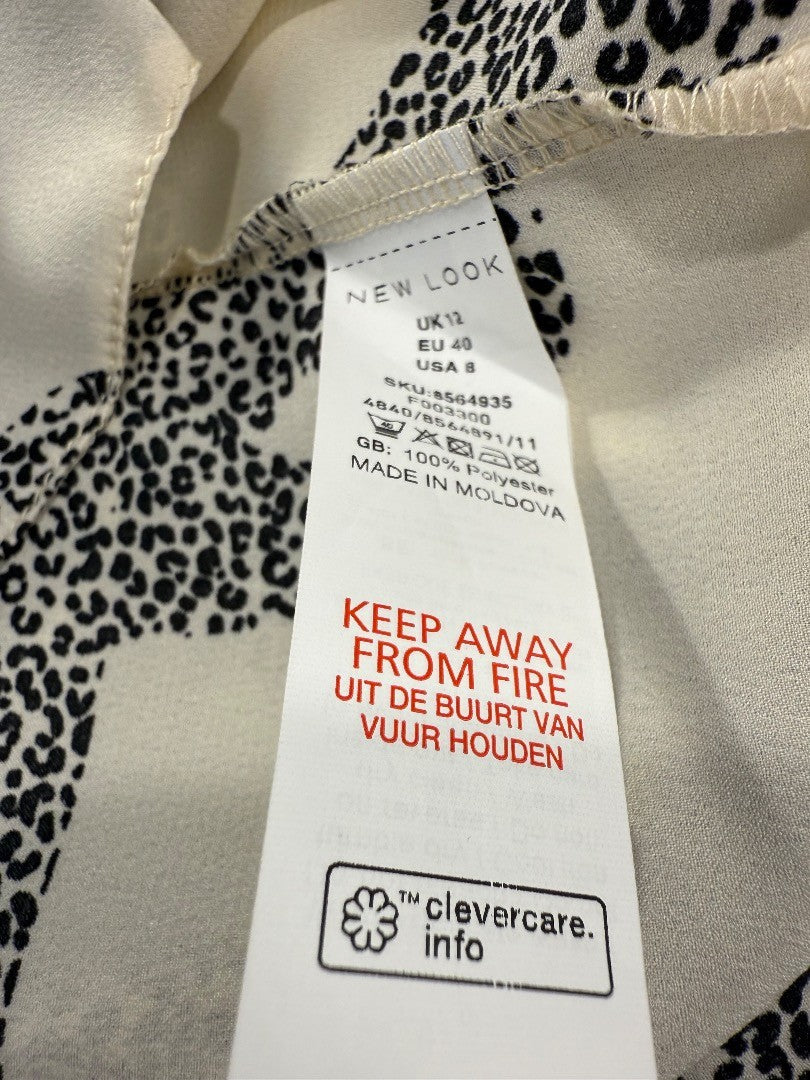 NEW LOOK
UK 12
EU 40
USA 8
SKU:8564935
F003300
4840/8564891/11
40
GB: 100% Polyester
MADE IN MOLDOVA
KEEP AWAY
FROM FIRE
UIT DE BUURT VAN
VUUR HOUDEN
™ clevercare.
info